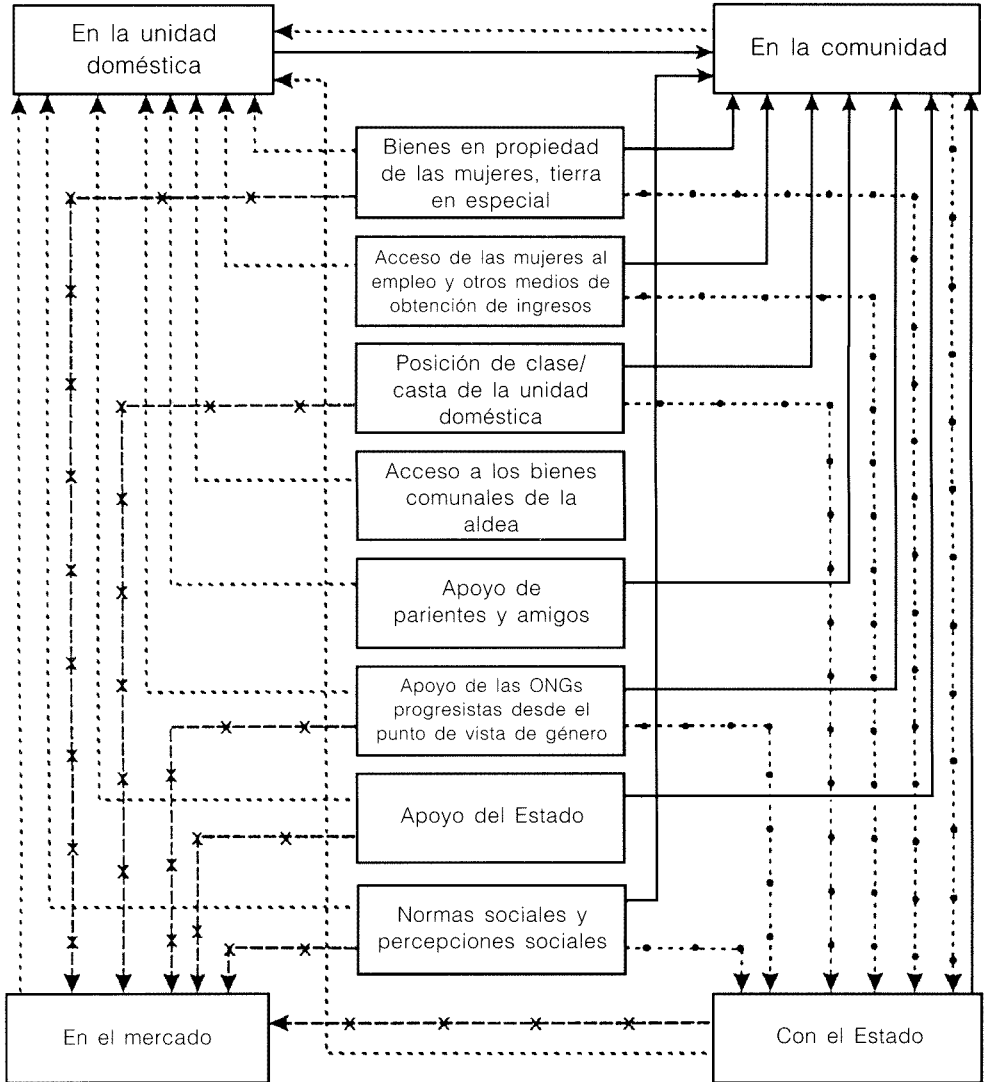 En la unidad
doméstica
En la comunidad
Bienes en propiedad
de las mujeres, tierra
en especial
Acceso de las mujeres al
empleo y otros medios de
obtención de ingresos
Posición de clase/
casta de la unidad
doméstica
Acceso a los bienes
comunales de la
aldea
Apoyo de
parientes y amigos
Apoyo de las ONGs
progresistas desde el
punto de vista de género
Apoyo del Estado
Normas sociales y
percepciones sociales
En el mercado
Con el Estado